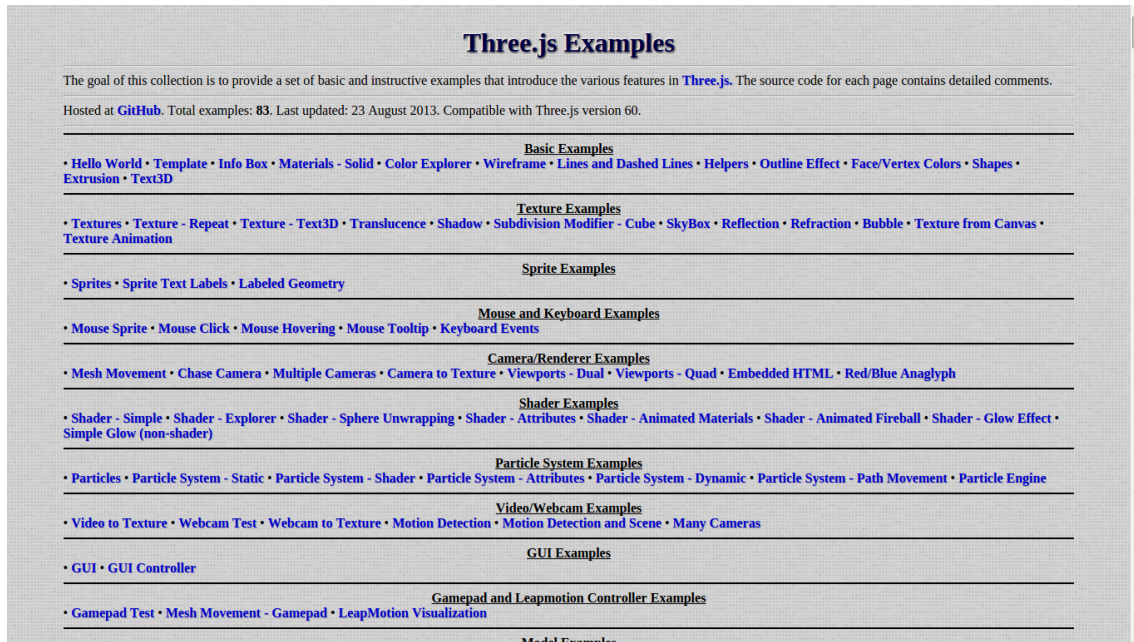 Three.js Examples
The goal of this collection is to provide a set of basic and instructive examples that introduce the various features in Three.js. The source code for each page contains detailed comments.
Hosted at GitHub. Total examples: 83. Last updated: 23 August 2013. Compatible with Three.js version 60.
Basic Examples
• Hello World • Template • Info Box • Materials - Solid • Color Explorer • Wireframe • Lines and Dashed Lines • Helpers • Outline Effect • Face/Vertex Colors • Shapes •
Extrusion • Text3D
Texture Examples
• Textures • Texture - Repeat • Texture - Text3D • Translucence • Shadow • Subdivision Modifier - Cube • SkyBox • Reflection • Refraction • Bubble • Texture from Canvas •
Texture Animation
Sprite Examples
• Sprites • Sprite Text Labels • Labeled Geometry
Mouse and Keyboard Examples
• Mouse Sprite • Mouse Click • Mouse Hovering • Mouse Tooltip • Keyboard Events
Camera/Renderer Examples
• Mesh Movement • Chase Camera • Multiple Cameras • Camera to Texture • Viewports - Dual • Viewports - Quad • Embedded HTML • Red/Blue Anaglyph
Shader Examples
• Shader - Simple • Shader - Explorer • Shader - Sphere Unwrapping • Shader - Attributes • Shader - Animated Materials • Shader - Animated Fireball • Shader - Glow Effect •
Simple Glow (non-shader)
Particle System Examples
• Particles • Particle System - Static • Particle System - Shader • Particle System - Attributes • Particle System - Dynamic • Particle System - Path Movement • Particle Engine
Video/Webcam Examples
• Video to Texture • Webcam Test • Webcam to Texture • Motion Detection • Motion Detection and Scene • Many Cameras
GUI Examples
• GUI • GUI Controller
Gamepad and Leapmotion Controller Examples
• Gamepad Test • Mesh Movement - Gamepad • LeapMotion Visualization
Model Examples